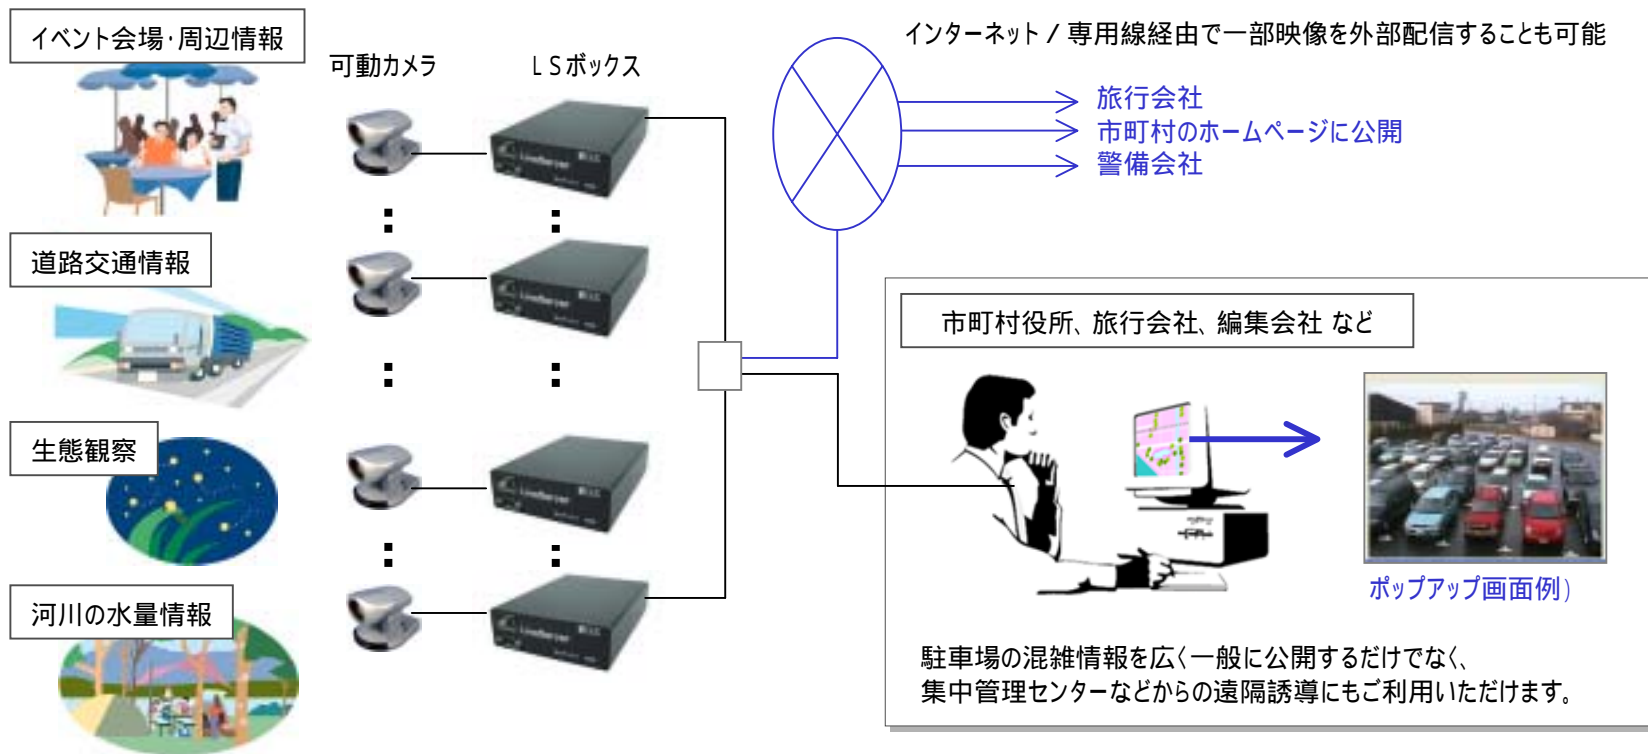 イベント会場・周辺情報
可動カメラ
LSボックス
インターネット / 専用線経由で一部映像を外部配信することも可能
旅行会社
市町村のホームページに公開
警備会社
道路交通情報
生態観察
河川の水量情報
市町村役所、旅行会社、編集会社 など
ポップアップ画面例）
駐車場の混雑情報を広く一般に公開するだけでなく、
集中管理センターなどからの遠隔誘導にもご利用いただけます。
LiveServer
LiveServer
LiveServer
LiveServer